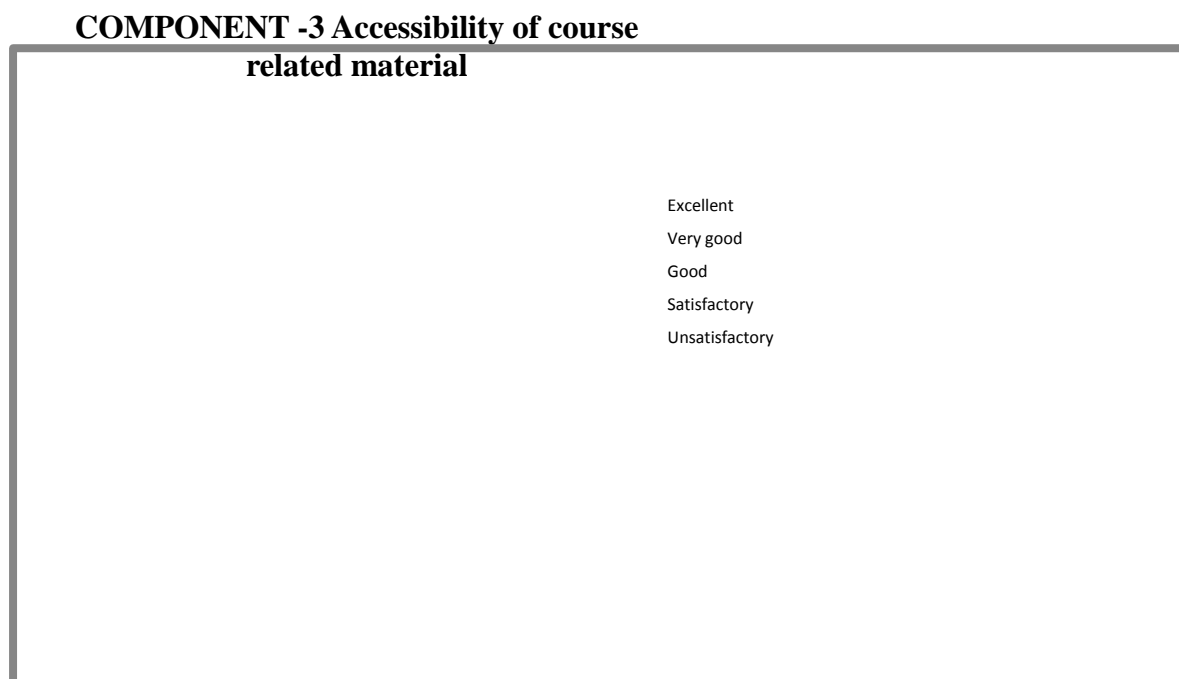 COMPONENT -3 Accessibility of course
related material
Excellent
Very good
Good
Satisfactory
Unsatisfactory